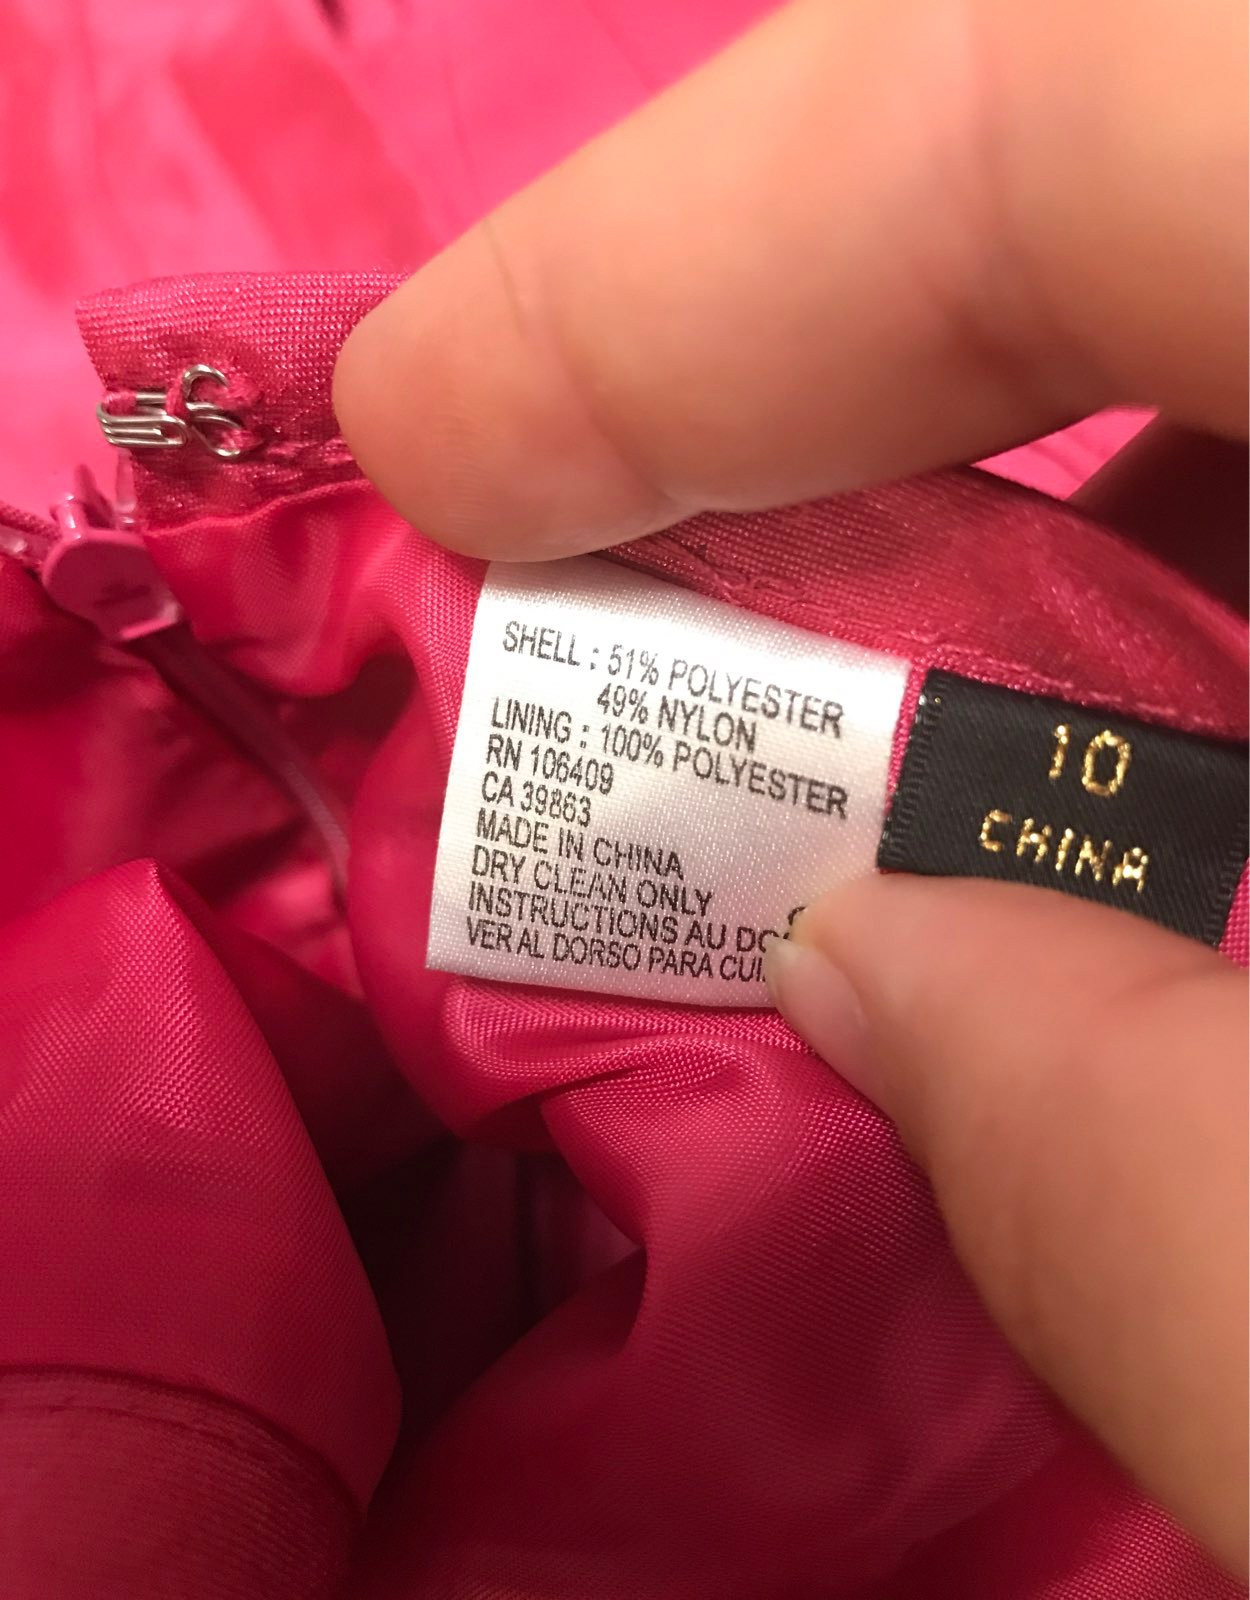 SHELL : 51% POLYESTER
49% NYLON
LINING : 100% POLYESTER
RN 106409
CA 39863
MADE IN CHINA
DRY CLEAN ONLY
INSTRUCTIONS AU
VER AL DORSO PARA
10
CHINA